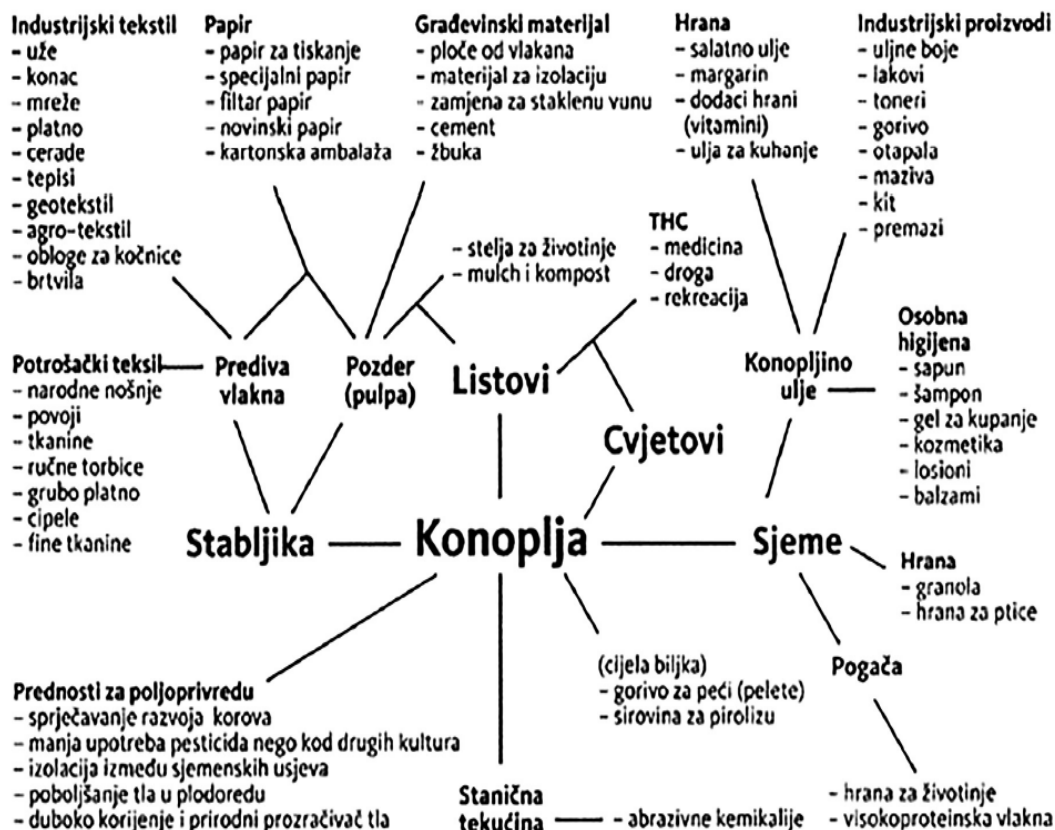 Industrijski tekstil
- uže
- konac
- mreže
- platno
- cerade
- tepisi
- geotekstil
- agro-tekstil
- obloge za kočnice
- brtvila
Papir
- papir za tiskanje
- specijalni papir
- filtar papir
- novinski papir
- kartonska ambalaža
Građevinski materijal
- ploče od vlakana
- materijal za izolaciju
- zamjena za staklenu vunu
- cement
- žbuka
Hrana
- salatno ulje
- margarin
- dodaci hrani
(vitamini)
- ulja za kuhanje
Industrijski proizvodi
- uljne boje
- lakovi
- toneri
- gorivo
- otapala
- maziva
- kit
- premazi
- stelja za životinje
- mulch i kompost
THC
- medicina
- droga
- rekreacija
Potrošački teksil
- narodne nošnje
- povoji
- tkanine
- ručne torbice
- grubo platno
- cipele
- fine tkanine
Prediva
vlakna
Pozder
(pulpa)
Listovi
Cvjetovi
Konopljino
ulje
Osobna
higijena
- sapun
- šampon
- gel za kupanje
- kozmetika
- losioni
- balzami
Stabljika
Konoplja
Sjeme
Hrana
- granola
- hrana za ptice
Prednosti za poljoprivredu
- sprječavanje razvoja korova
- manja upotreba pesticida nego kod drugih kultura
- izolacija između sjemenskih usjeva
- poboljšanje tla u plodoredu
- duboko korijenje i prirodni prozračivač tla
(cijela biljka)
- gorivo za peći (pelete)
- sirovina za pirolizu
Stanična
tekućina
- abrazivne kemikalije
Pogača
- hrana za životinje
- visokoproteinska vlakna